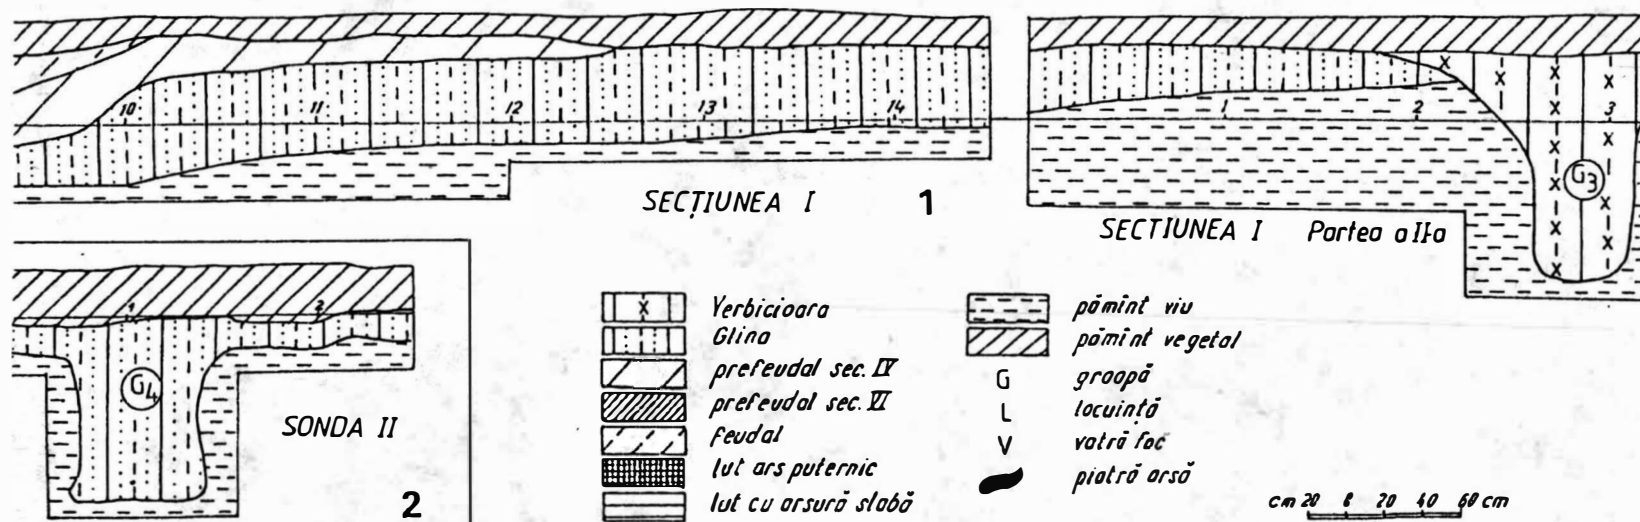 10 11 12 13 14
1 2 3
G3
SECȚIUNEA I 1
SECTIUNEA I Partea a II-a
1 2
G4
SONDA II
2
Verbicioara
Glina
prefeudal sec. IV
prefeudal sec. VI
feudal
lut ars puternic
lut cu arsură slabă
pămînt viu
pămînt vegetal
G groapă
L locuință
V vatră foc
piatră arsă
cm 20 0 20 40 60 cm